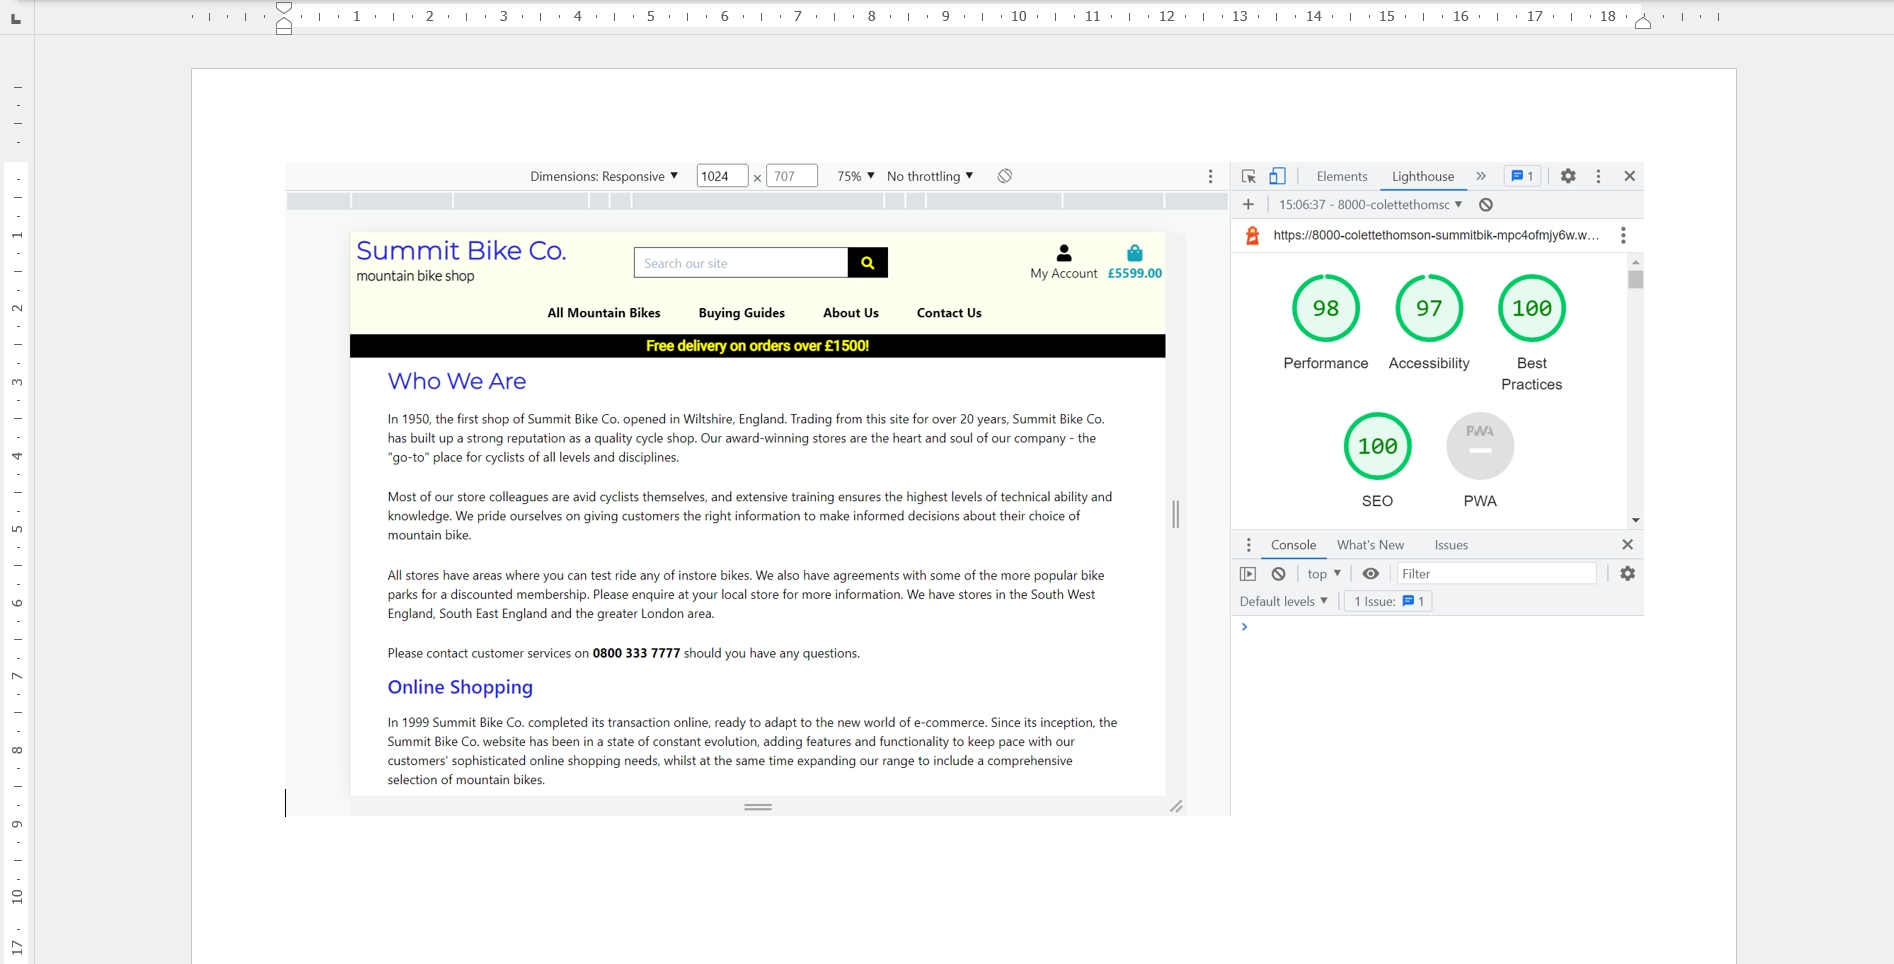 1 2 3 4 5 6 7 8 9 10 11 12 13 14 15 16 17 18
Dimensions: Responsive 1024 × 707 75% No throttling
Elements Lighthouse » 1
15:06:37 - 8000-colettethomsc
https://8000-colettethomson-summitbik-mpc4ofmjy6w.w...
Summit Bike Co.
mountain bike shop
Search our site
My Account £5599.00
All Mountain Bikes Buying Guides About Us Contact Us
Free delivery on orders over £1500!
Who We Are
In 1950, the first shop of Summit Bike Co. opened in Wiltshire, England. Trading from this site for over 20 years, Summit Bike Co.
has built up a strong reputation as a quality cycle shop. Our award-winning stores are the heart and soul of our company - the
"go-to" place for cyclists of all levels and disciplines.
Most of our store colleagues are avid cyclists themselves, and extensive training ensures the highest levels of technical ability and
knowledge. We pride ourselves on giving customers the right information to make informed decisions about their choice of
mountain bike.
All stores have areas where you can test ride any of instore bikes. We also have agreements with some of the more popular bike
parks for a discounted membership. Please enquire at your local store for more information. We have stores in the South West
England, South East England and the greater London area.
Please contact customer services on 0800 333 7777 should you have any questions.
Online Shopping
In 1999 Summit Bike Co. completed its transaction online, ready to adapt to the new world of e-commerce. Since its inception, the
Summit Bike Co. website has been in a state of constant evolution, adding features and functionality to keep pace with our
customers' sophisticated online shopping needs, whilst at the same time expanding our range to include a comprehensive
selection of mountain bikes.
98 97 100
Performance Accessibility Best
Practices
100 PWA
SEO PWA
Console What's New Issues
top Filter
Default levels 1 Issue: 1
1
2
3
4
5
6
7
8
9
10
17